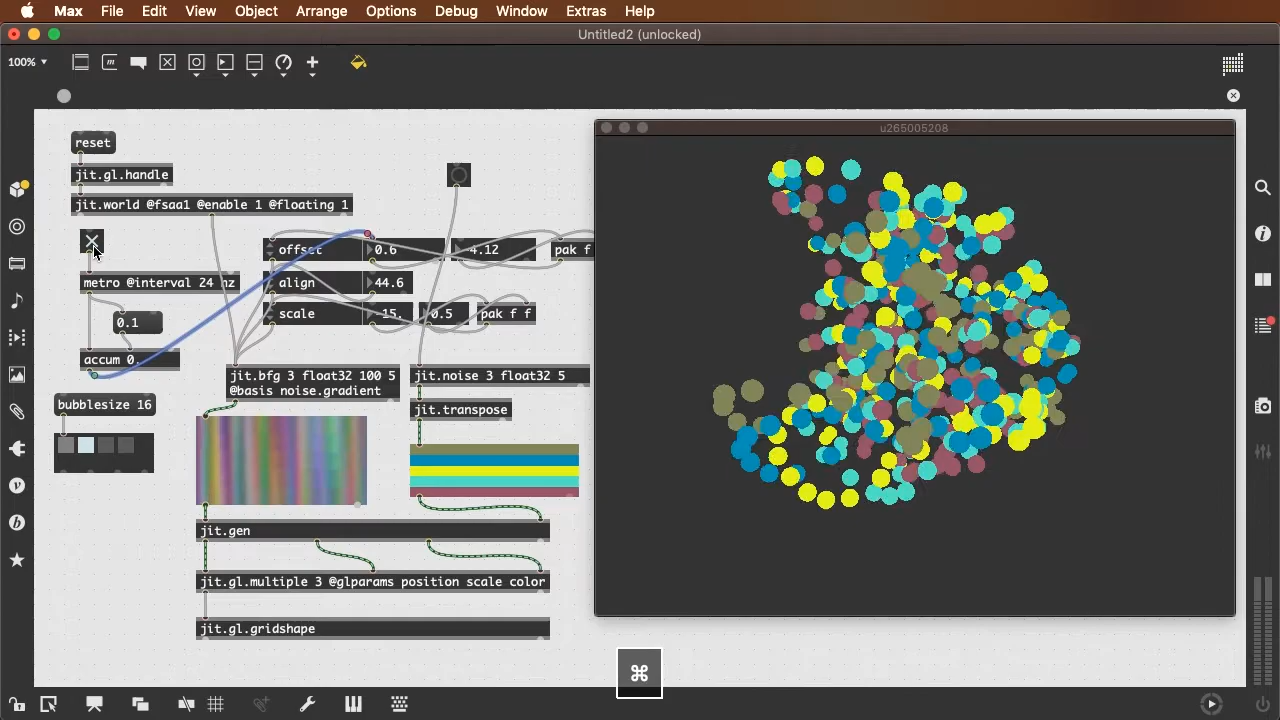 Max File Edit View Object Arrange Options Debug Window Extras Help
Untitled2 (unlocked)
100%
u265005208
reset
jit.gl.handle
jit.world @fsaa1 @enable 1 @floating 1
offset 0.6 4.12 pak f f
metro @interval 24 hz
align 44.6
0.1
scale -15. 0.5 pak f f
accum 0.
jit.bfg 3 float32 100 5
@basis noise.gradient
jit.noise 3 float32 5
bubblesize 16
jit.transpose
jit.gen
jit.gl.multiple 3 @glparams position scale color
jit.gl.gridshape
⌘